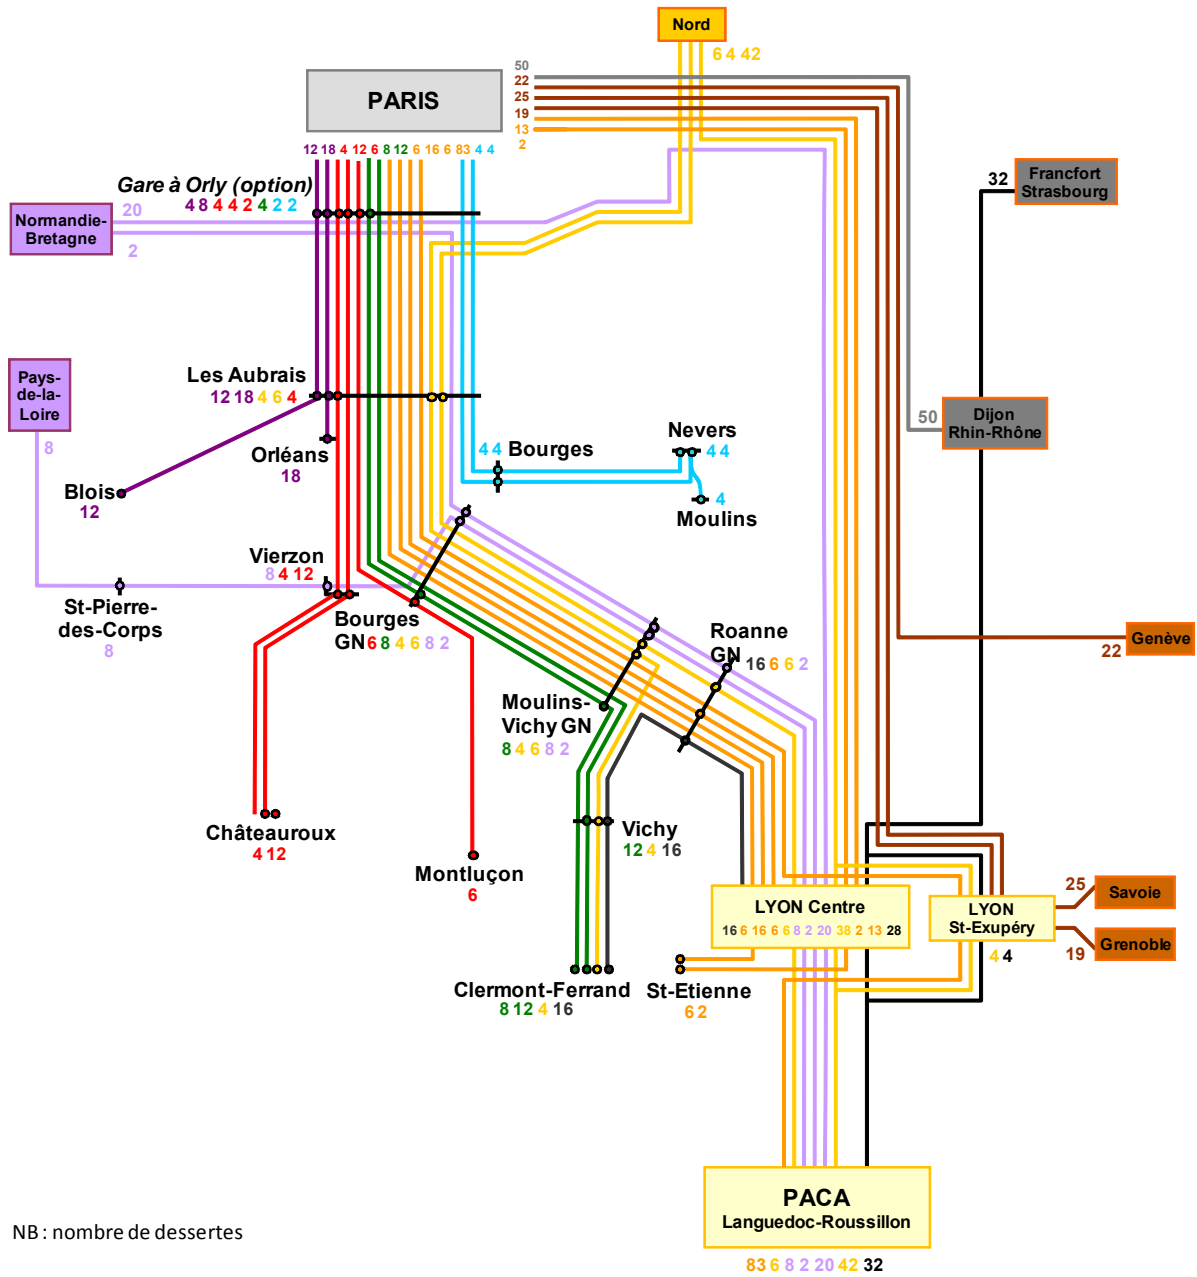 Nord
6 4 42
50
22
25
19
13
2
PARIS
12 18 4 12 6 8 12 6 16 6 83 4 4
Gare à Orly (option)
4 8 4 4 2 4 2 2
32
Francfort
Strasbourg
20
Normandie-
Bretagne
2
Pays-
de-la-
Loire
8
Les Aubrais
12 18 4 6 4
50
Dijon
Rhin-Rhône
Orléans
18
4 4 Bourges
Nevers
4 4
4
Moulins
Blois
12
Vierzon
8 4 12
St-Pierre-
des-Corps
8
Bourges
GN 6 8 4 6 8 2
Roanne
GN 16 6 6 2
Genève
22
Moulins-
Vichy GN
8 4 6 8 2
Châteauroux
4 12
Vichy
12 4 16
Montluçon
6
LYON Centre
16 6 16 6 6 8 2 20 38 2 13 28
LYON
St-Exupéry
4 4
25
Savoie
Grenoble
19
Clermont-Ferrand
8 12 4 16
St-Etienne
6 2
PACA
Languedoc-Roussillon
83 6 8 2 20 42 32
NB : nombre de dessertes